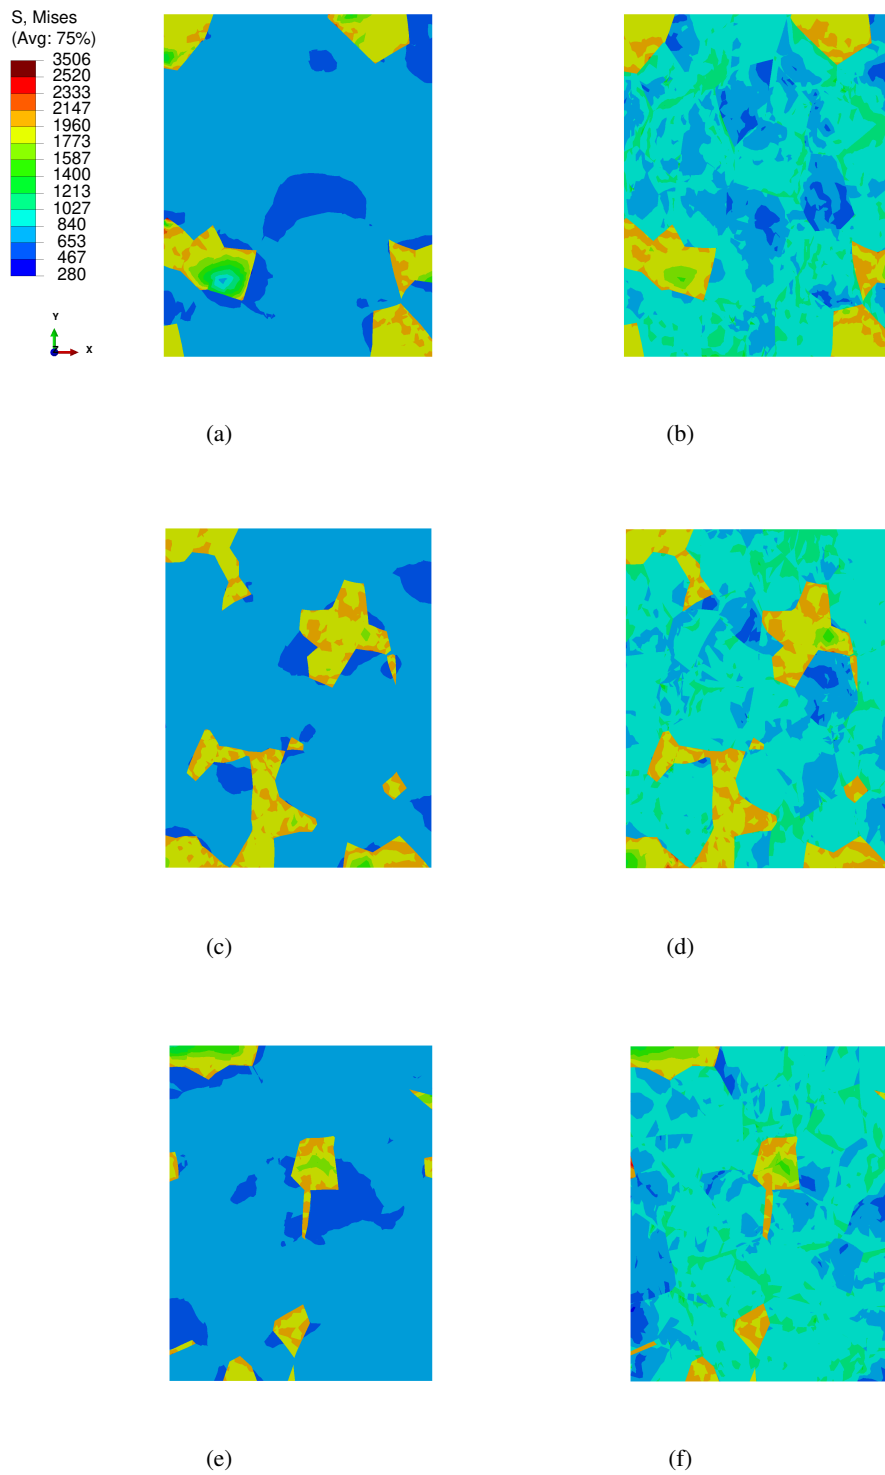 S, Mises
(Avg: 75%)
3506
2520
2333
2147
1960
1773
1587
1400
1213
1027
840
653
467
280
Y
Z X
(a) (b)
(c) (d)
(e) (f)